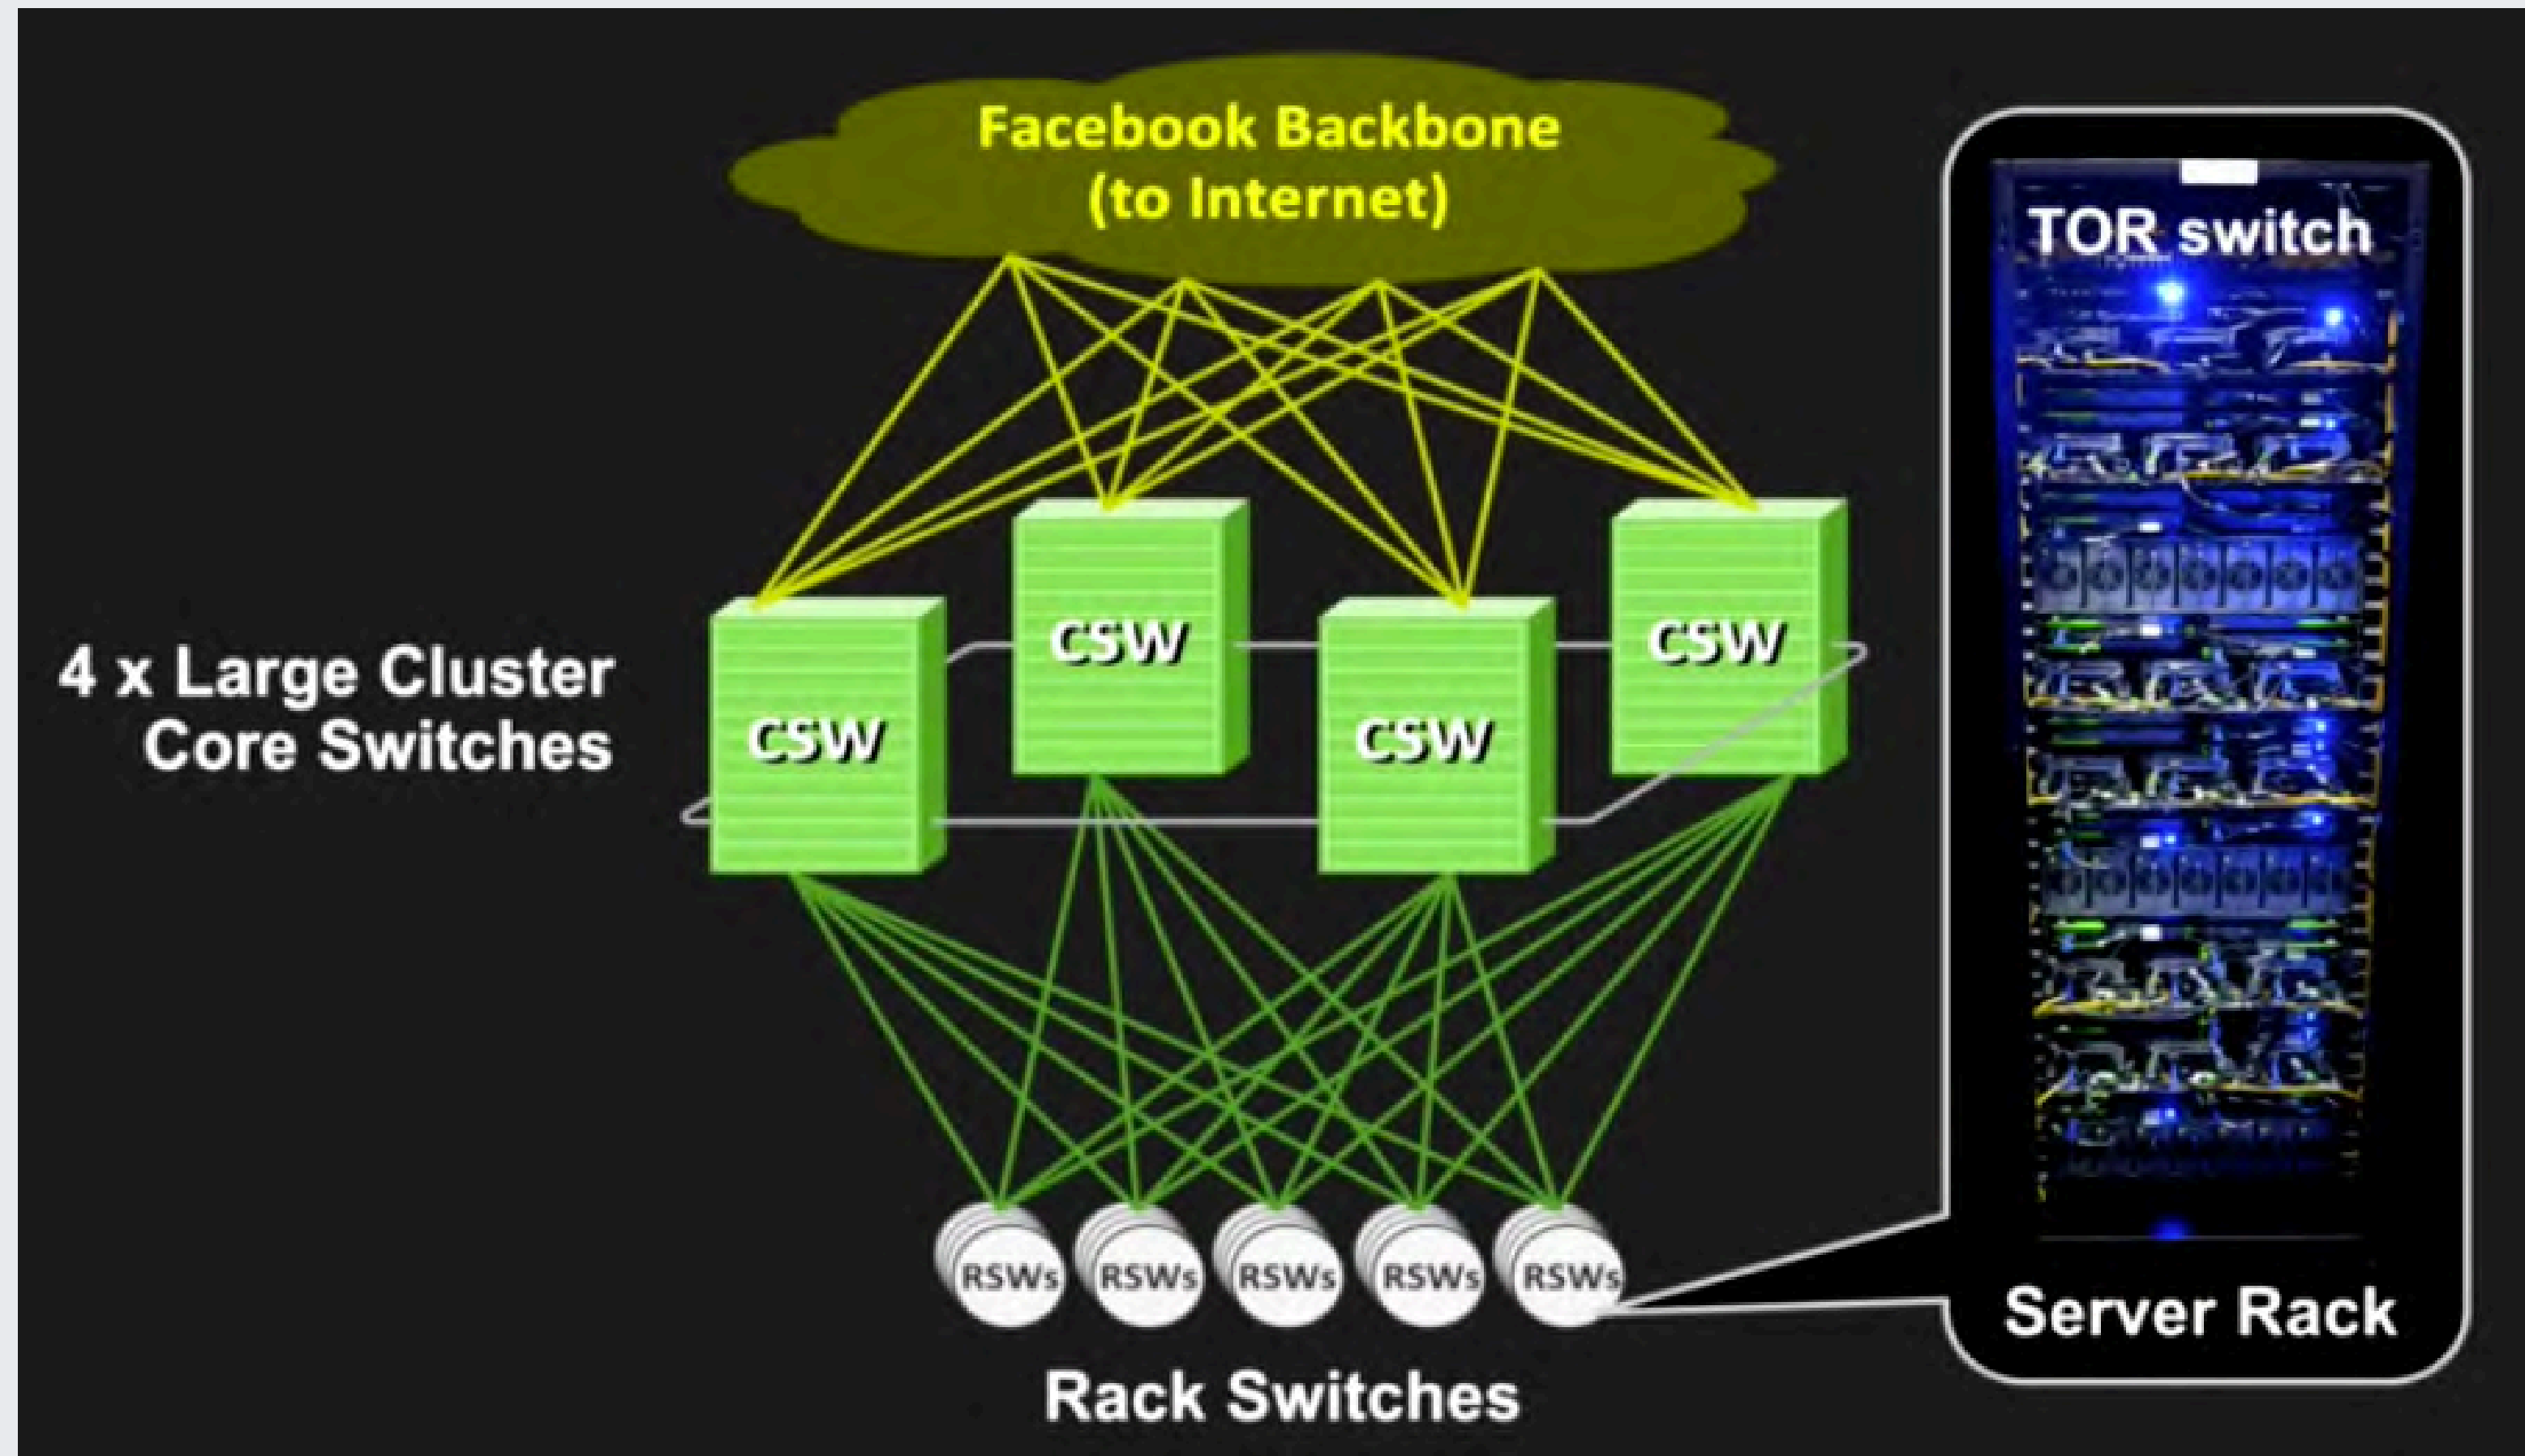 Facebook Backbone
(to Internet)
TOR switch
4 x Large Cluster
Core Switches
CSW
CSW
CSW
CSW
RSWs
RSWs
RSWs
RSWs
RSWs
Server Rack
Rack Switches